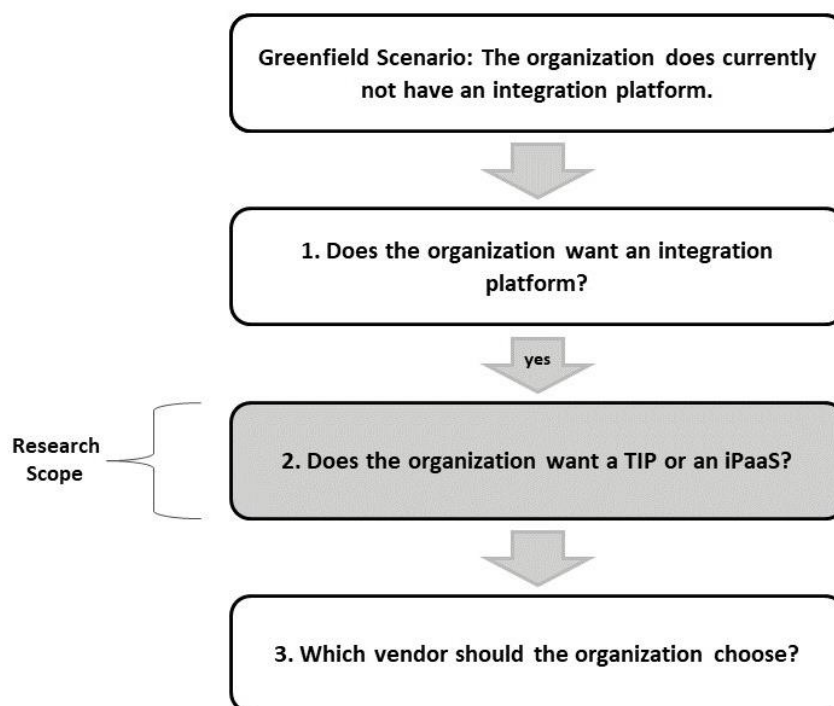 Greenfield Scenario: The organization does currently
not have an integration platform.
1. Does the organization want an integration
platform?
yes
Research
Scope
2. Does the organization want a TIP or an iPaaS?
3. Which vendor should the organization choose?